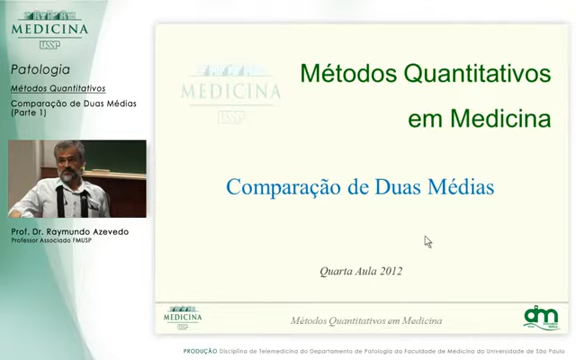 MEDICINA
USP
Patologia
Métodos Quantitativos
Comparação de Duas Médias
(Parte 1)
Prof. Dr. Raymundo Azevedo
Professor Associado FMUSP
MEDICINA
USP
Métodos Quantitativos
em Medicina
Comparação de Duas Médias
Quarta Aula 2012
MEDICINA
Métodos Quantitativos em Medicina
dim
PRODUÇÃO Disciplina de Telemedicina do Departamento de Patologia da Faculdade de Medicina da Universidade de São Paulo